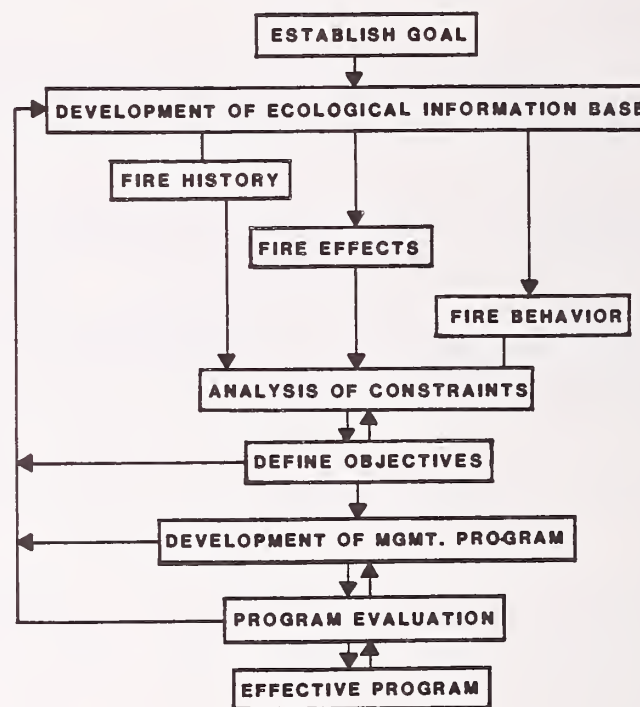 ESTABLISH GOAL
DEVELOPMENT OF ECOLOGICAL INFORMATION BASE
FIRE HISTORY
FIRE EFFECTS
FIRE BEHAVIOR
ANALYSIS OF CONSTRAINTS
DEFINE OBJECTIVES
DEVELOPMENT OF MGMT. PROGRAM
PROGRAM EVALUATION
EFFECTIVE PROGRAM